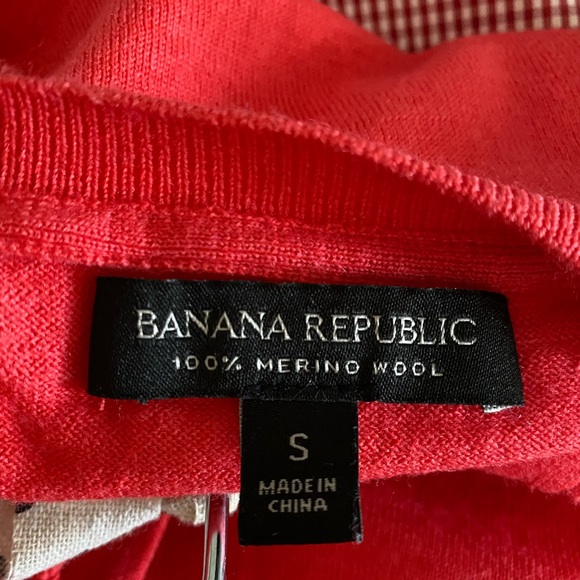 BANANA REPUBLIC
100% MERINO WOOL
S
MADE IN
CHINA